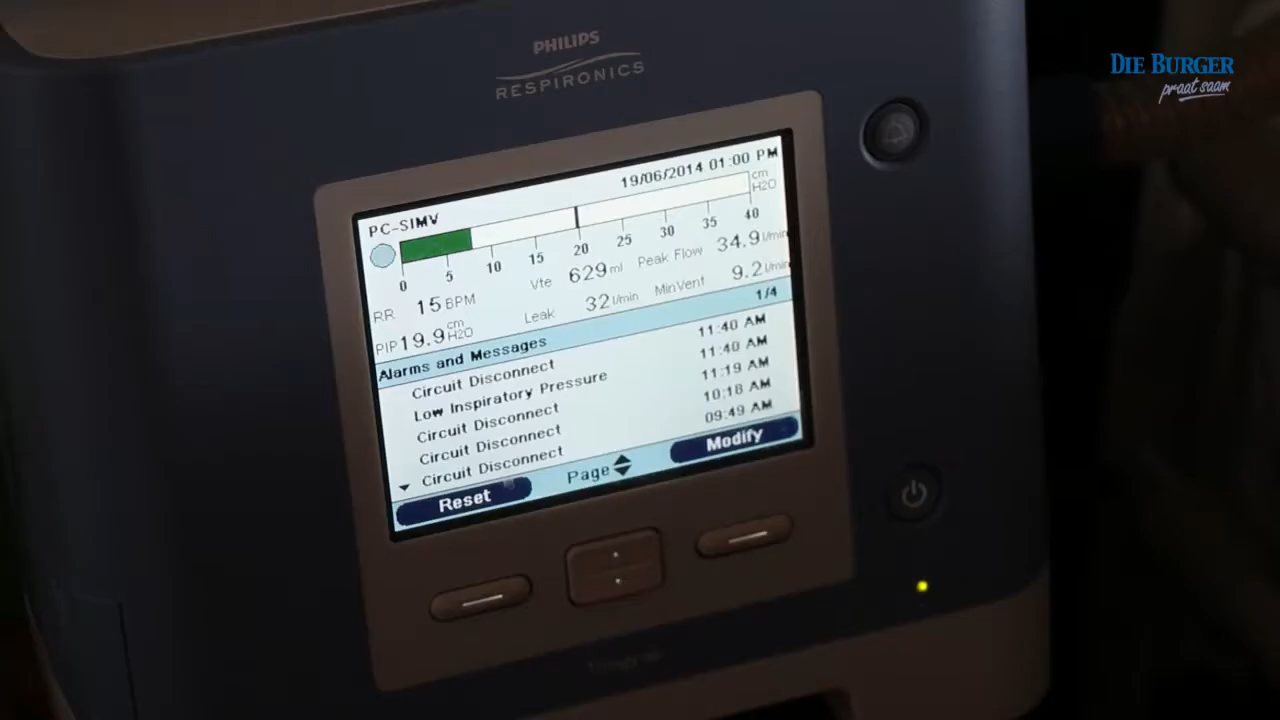 PHILIPS
RESPIRONICS
DIE BURGER
praat saam
19/06/2014 01:00 PM
PC-SIMV
cm H2O
0 5 10 15 20 25 30 35 40
RR 15 BPM Vte 629 ml Peak Flow 34.9 l/min
PIP 19.9 cm H2O Leak 32 l/min MinVent 9.2 l/min
Alarms and Messages 1/4
Circuit Disconnect 11:40 AM
Low Inspiratory Pressure 11:40 AM
Circuit Disconnect 11:19 AM
Circuit Disconnect 10:18 AM
Circuit Disconnect 09:49 AM
Reset Page Modify